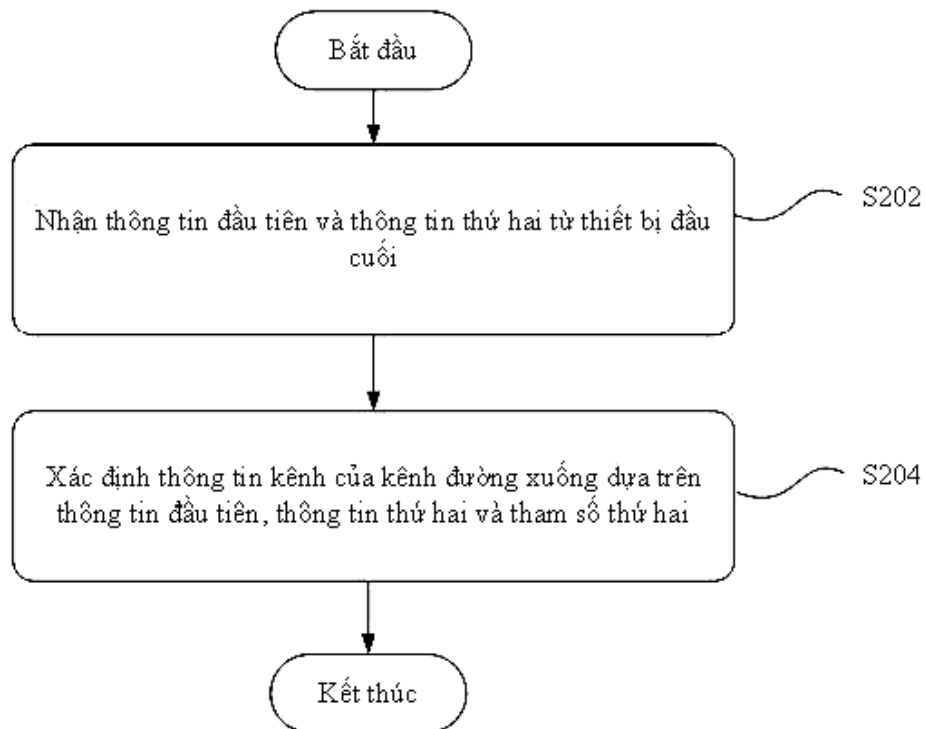 Bắt đầu
Nhận thông tin đầu tiên và thông tin thứ hai từ thiết bị đầu
cuối
S202
Xác định thông tin kênh của kênh đường xuống dựa trên
thông tin đầu tiên, thông tin thứ hai và tham số thứ hai
S204
Kết thúc